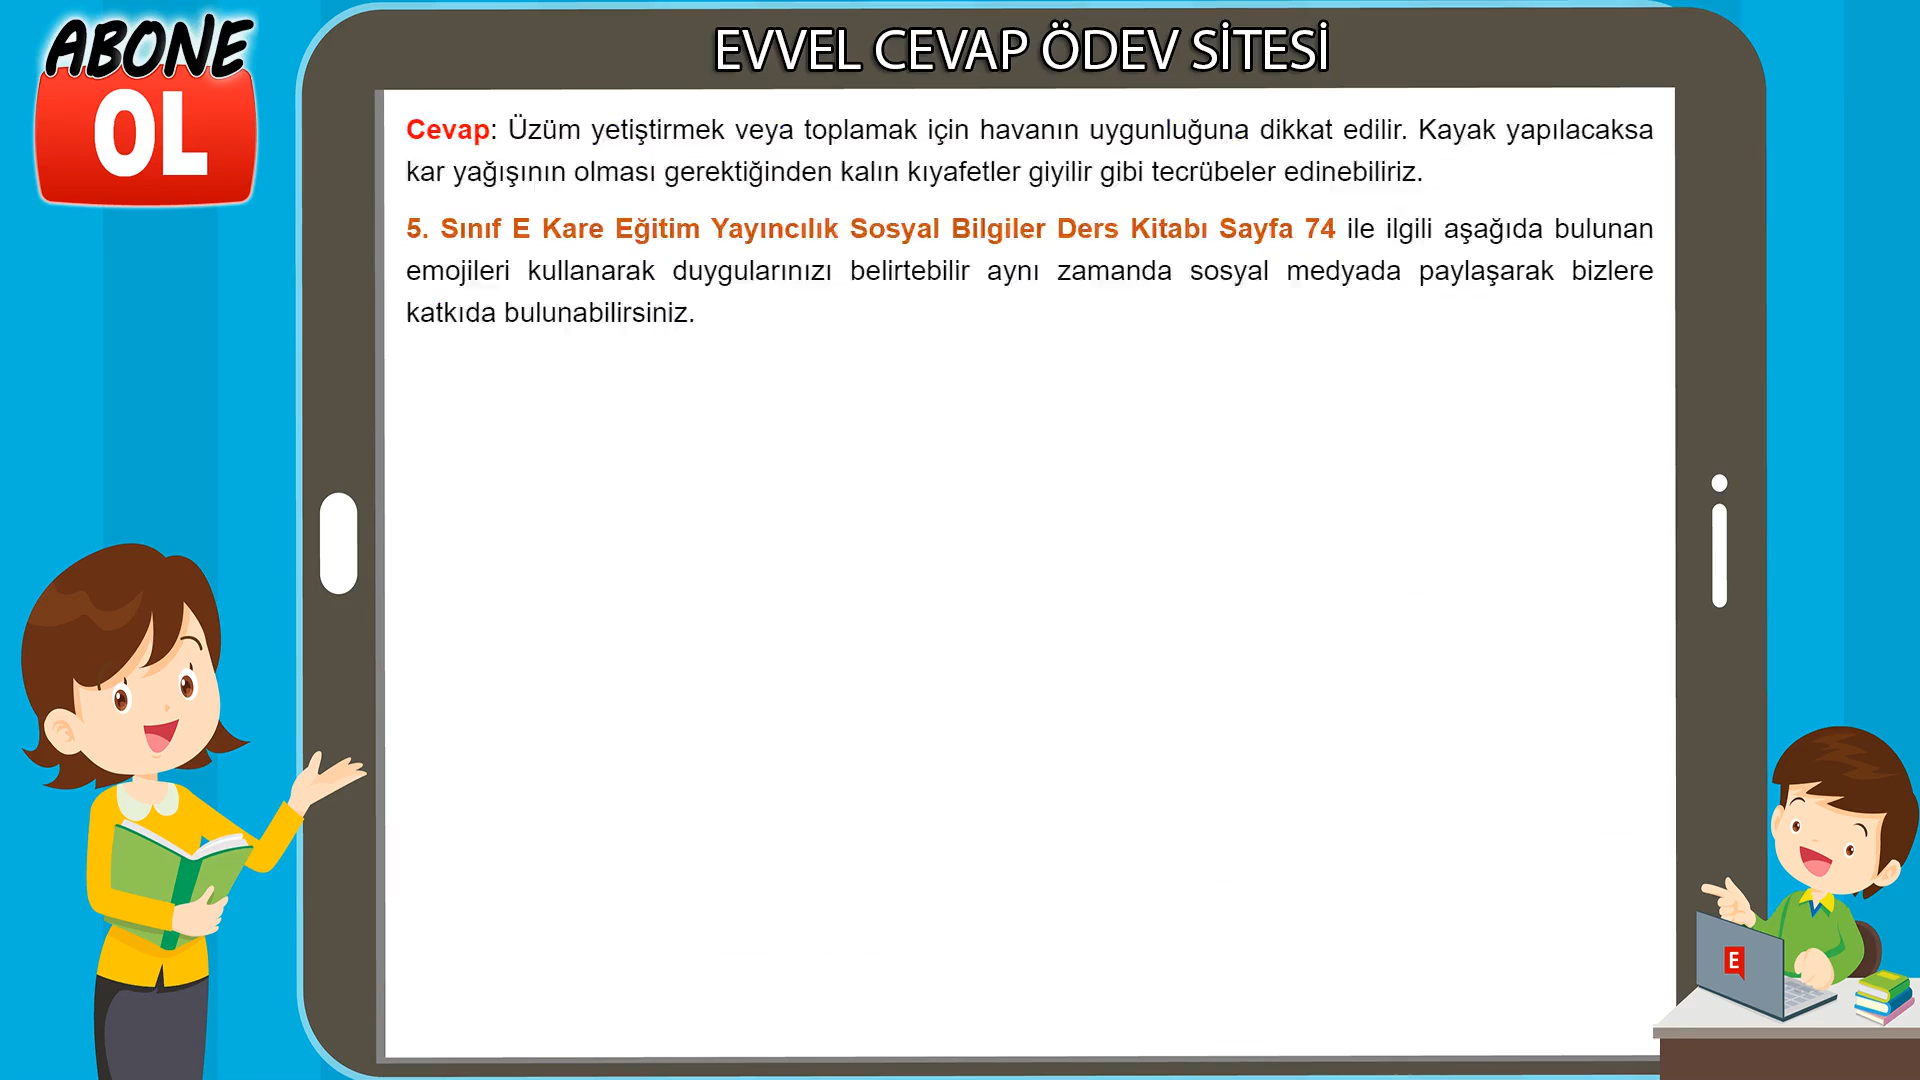 ABONE
OL
EVVEL CEVAP ÖDEV SİTESİ
Cevap: Üzüm yetiştirmek veya toplamak için havanın uygunluğuna dikkat edilir. Kayak yapılacaksa
kar yağışının olması gerektiğinden kalın kıyafetler giyilir gibi tecrübeler edinebiliriz.
5. Sınıf E Kare Eğitim Yayıncılık Sosyal Bilgiler Ders Kitabı Sayfa 74 ile ilgili aşağıda bulunan
emojileri kullanarak duygularınızı belirtebilir aynı zamanda sosyal medyada paylaşarak bizlere
katkıda bulunabilirsiniz.
E